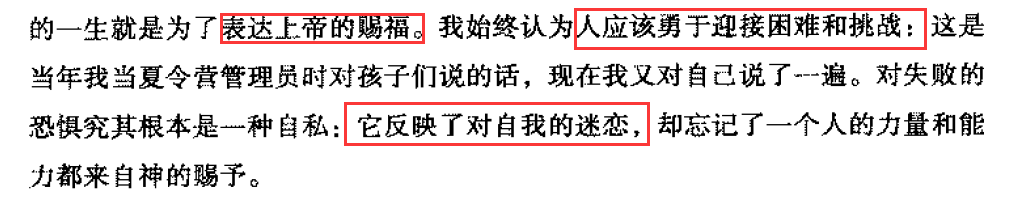 的一生就是为了表达上帝的赐福。我始终认为人应该勇于迎接困难和挑战：这是
当年我当夏令营管理员时对孩子们说的话，现在我又对自己说了一遍。对失败的
恐惧究其根本是一种自私：它反映了对自我的迷恋，却忘记了一个人的力量和能
力都来自神的赐予。